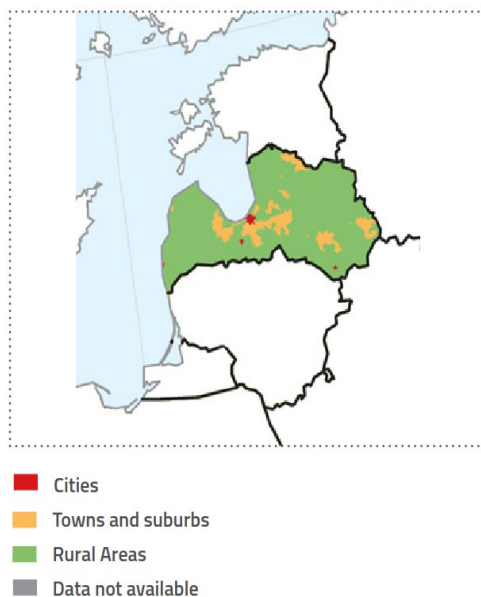 Cities
Towns and suburbs
Rural Areas
Data not available